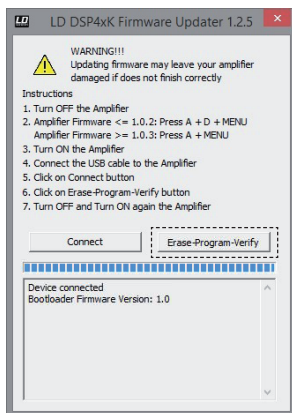 LD LD DSP4xK Firmware Updater 1.2.5
WARNING!!!
Updating firmware may leave your amplifier
damaged if does not finish correctly
Instructions
1. Turn OFF the Amplifier
2. Amplifier Firmware <= 1.0.2: Press A + D + MENU
Amplifier Firmware >= 1.0.3: Press A + MENU
3. Turn ON the Amplifier
4. Connect the USB cable to the Amplifier
5. Click on Connect button
6. Click on Erase-Program-Verify button
7. Turn OFF and Turn ON again the Amplifier
Connect Erase-Program-Verify
Device connected
Bootloader Firmware Version: 1.0